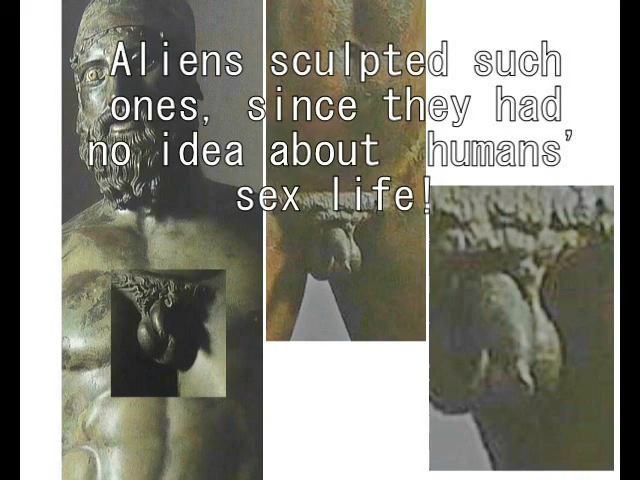 Aliens sculpted such
ones, since they had
no idea about humans'
sex life!